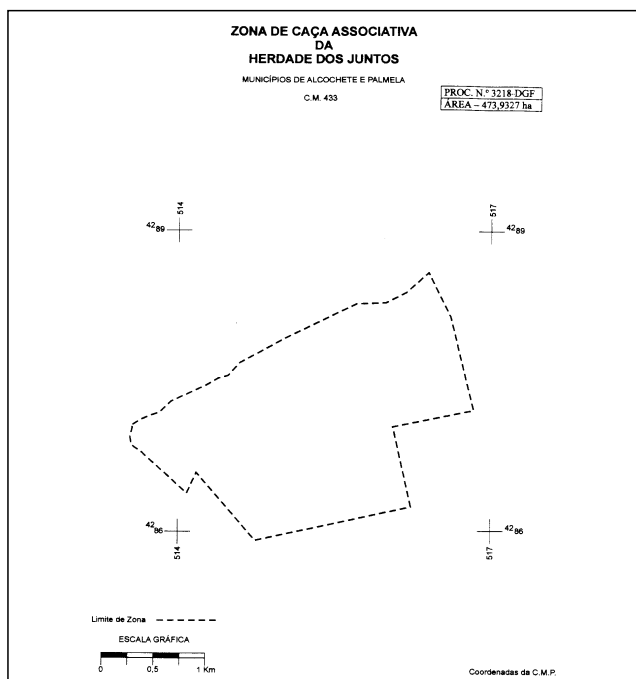 ZONA DE CAÇA ASSOCIATIVA
DA
HERDADE DOS JUNTOS
MUNICÍPIOS DE ALCOCHETE E PALMELA
C.M. 433
PROC. N.º 3218-DGF
ÁREA – 473,9327 ha
514
4289
517
4289
4286
514
517
4286
Limite de Zona
ESCALA GRÁFICA
0 0,5 1 Km
Coordenadas da C.M.P.